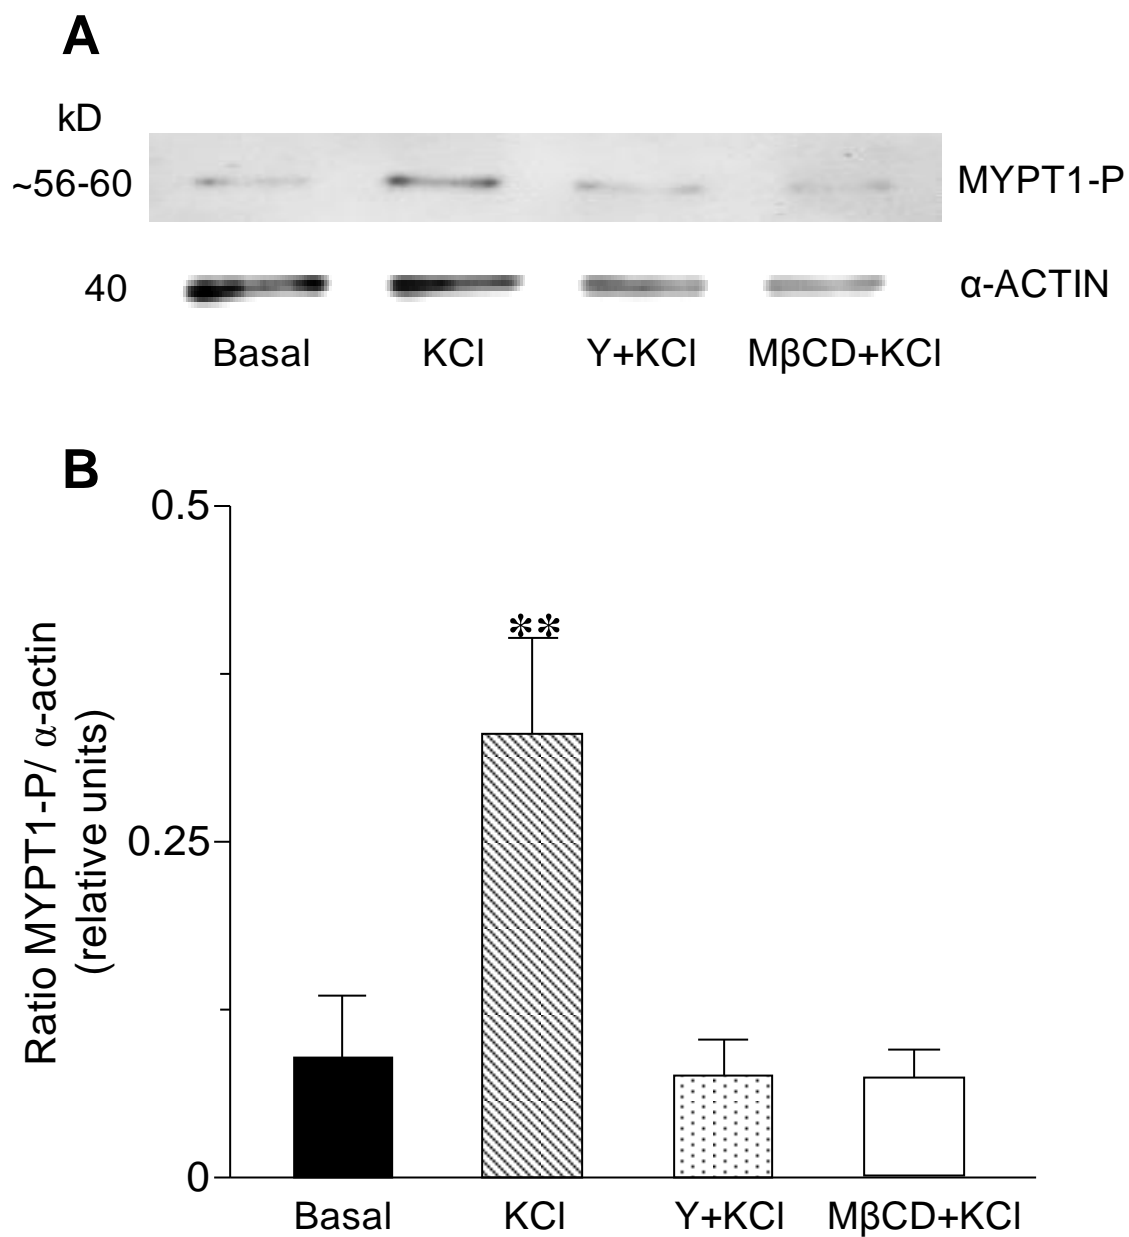 A
kD
~56-60
MYPT1-P
40
α-ACTIN
Basal KCl Y+KCl MβCD+KCl
B
0.5
**
0.25
0
Ratio MYPT1-P/ α-actin
(relative units)
Basal KCl Y+KCl MβCD+KCl